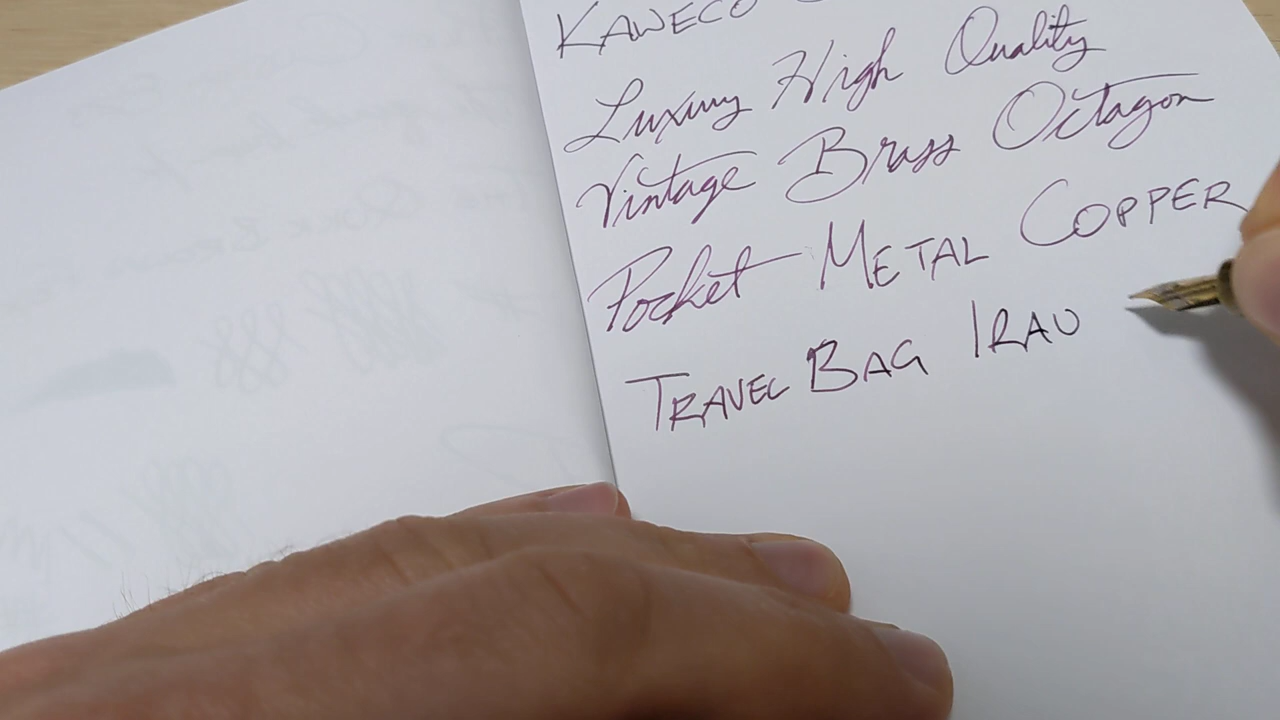 KAWECO
Luxury High Quality
Vintage Brass Octagon
Pocket METAL COPPER
TRAVEL BAG IRAU